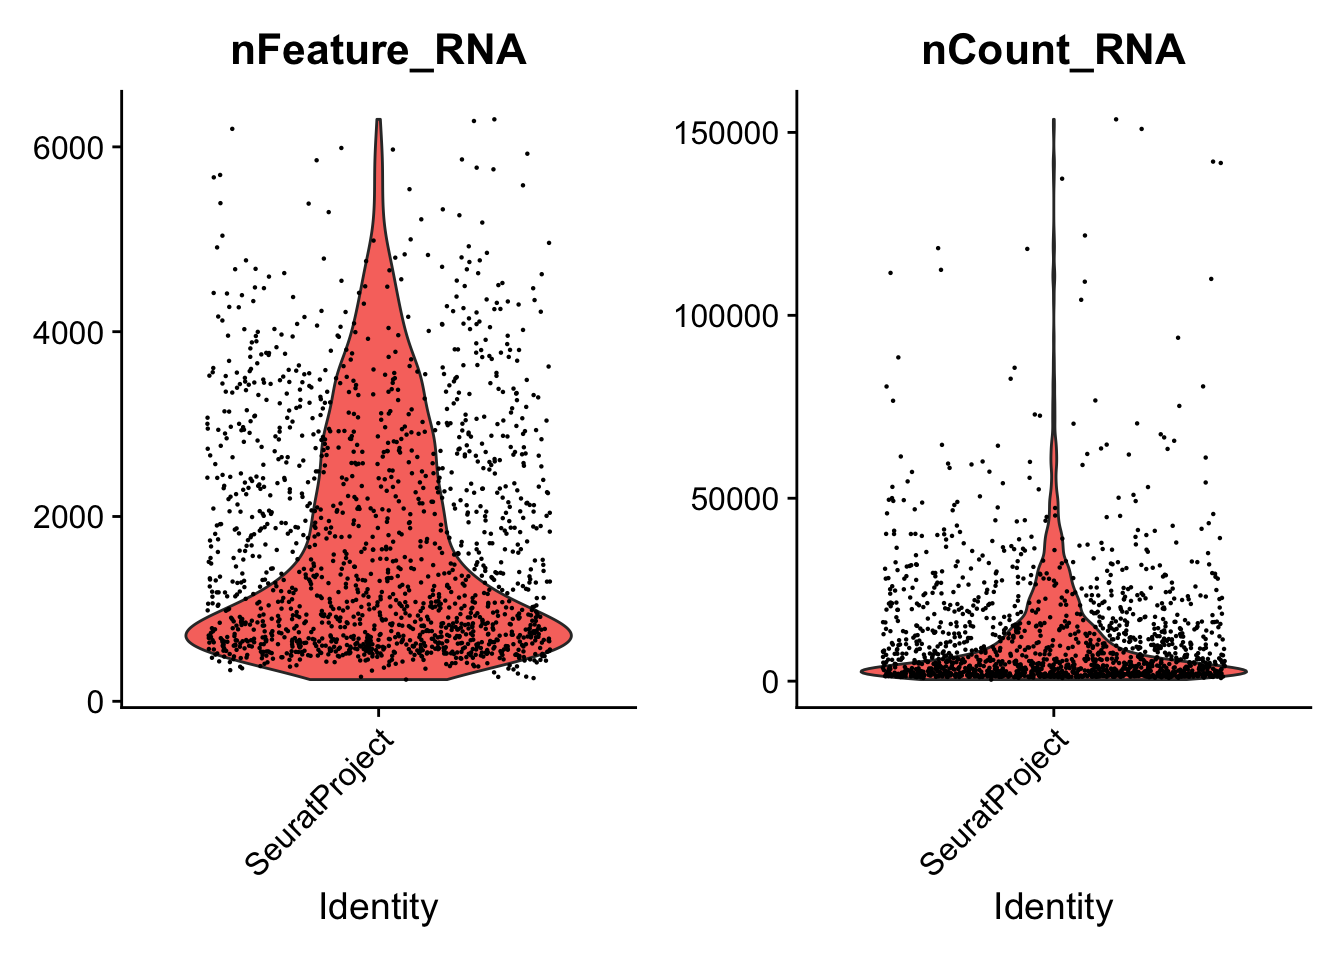 nFeature_RNA
6000
4000
2000
0
SeuratProject
Identity
nCount_RNA
150000
100000
50000
0
SeuratProject
Identity